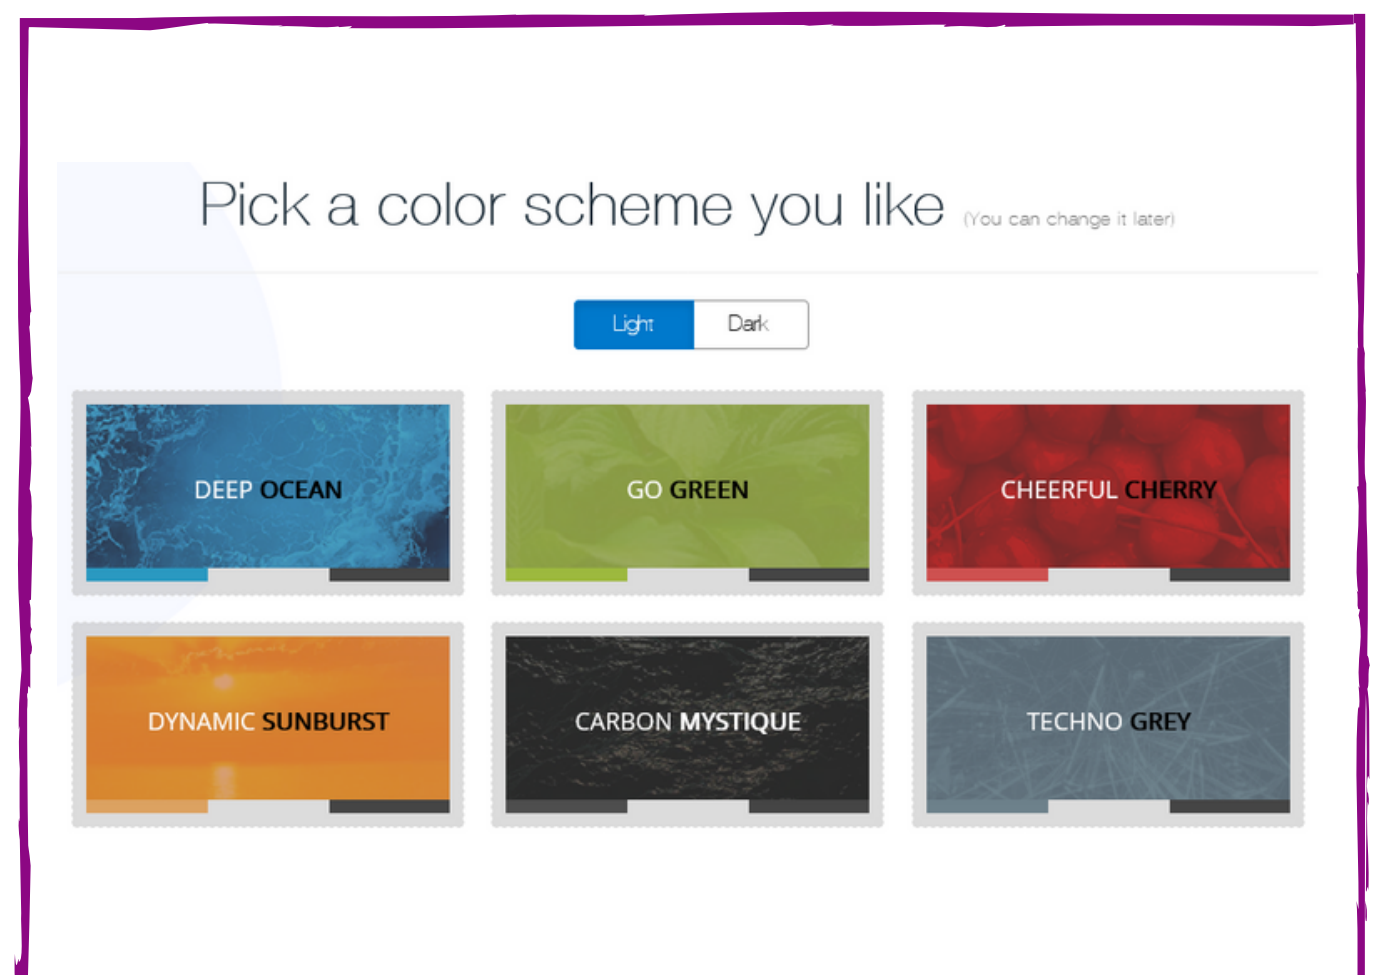 Pick a color scheme you like (You can change it later)
Light Dark
DEEP OCEAN
GO GREEN
CHEERFUL CHERRY
DYNAMIC SUNBURST
CARBON MYSTIQUE
TECHNO GREY